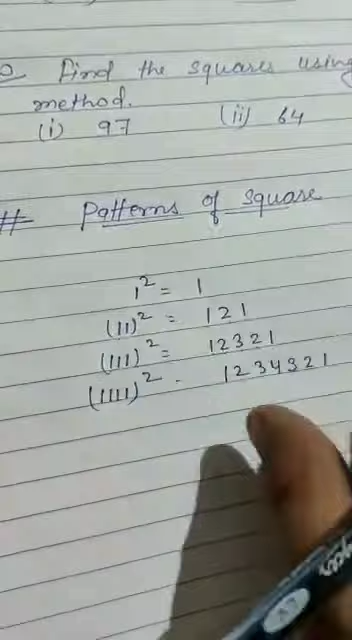 Find the squares using
method.
(i) 97 (ii) 64
# Patterns of square
1² = 1
(11)² = 121
(111)² = 12321
(1111)² - 1234321